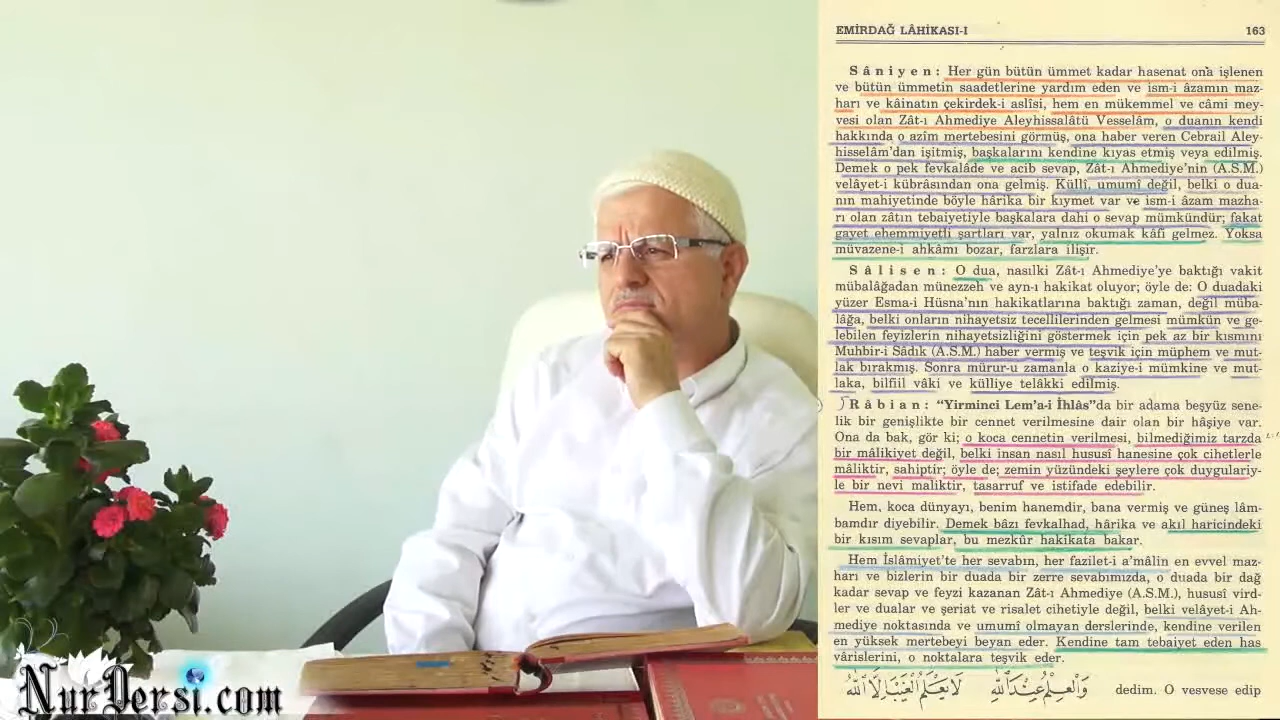 EMİRDAĞ LÂHİKASI-I 163
Sâniyen: Her gün bütün ümmet kadar hasenat ona işlenen
ve bütün ümmetin saadetlerine yardım eden ve ism-i âzamın maz-
harı ve kâinatın çekirdek-i aslîsi, hem en mükemmel ve câmi mey-
vesi olan Zât-ı Ahmediye Aleyhissalâtü Vesselâm, o duanın kendi
hakkında o azîm mertebesini görmüş, ona haber veren Cebrail Aley-
hisselâm'dan işitmiş, başkalarını kendine kıyas etmiş veya edilmiş.
Demek o pek fevkalâde ve acib sevap, Zât-ı Ahmediye'nin (A.S.M.)
velâyet-i kübrâsından ona gelmiş. Küllî, umumî değil, belki o dua-
nın mahiyetinde böyle hârika bir kıymet var ve ism-i âzam mazha-
rı olan zâtın tebaiyetiyle başkalara dahi o sevap mümkündür; fakat
gayet ehemmiyetli şartları var, yalnız okumak kâfi gelmez. Yoksa
müvazene-i ahkâmı bozar, farzlara ilişir.
Sâlisen: O dua, nasılki Zât-ı Ahmediye'ye baktığı vakit
mübalâğadan münezzeh ve ayn-ı hakikat oluyor; öyle de: O duadaki
yüzer Esma-i Hüsna'nın hakikatlarına baktığı zaman, değil müba-
lâğa, belki onların nihayetsiz tecellilerinden gelmesi mümkün ve ge-
lebilen feyizlerin nihayetsizliğini göstermek için pek az bir kısmını
Muhbir-i Sâdık (A.S.M.) haber vermiş ve teşvik için müphem ve mut-
lak bırakmış. Sonra mürur-u zamanla o kaziye-i mümkine ve mut-
laka, bilfiil vâki ve külliye telâkki edilmiş.
Râbian: "Yirminci Lem'a-i İhlâs"da bir adama beşyüz sene-
lik bir genişlikte bir cennet verilmesine dair olan bir hâşiye var.
Ona da bak, gör ki; o koca cennetin verilmesi, bilmediğimiz tarzda
bir mâlikiyet değil, belki insan nasıl hususî hanesine çok cihetlerle
mâliktir, sahiptir; öyle de; zemin yüzündeki şeylere çok duygulariy-
le bir nevi maliktir, tasarruf ve istifade edebilir.
Hem, koca dünyayı, benim hanemdir, bana vermiş ve güneş lâm-
bamdır diyebilir. Demek bâzı fevkalhad, hârika ve akıl haricindeki
bir kısım sevaplar, bu mezkûr hakikata bakar.
Hem İslâmiyet'te her sevabın, her fazilet-i a'mâlin en evvel maz-
harı ve bizlerin bir duada bir zerre sevabımızda, o duada bir dağ
kadar sevap ve feyzi kazanan Zât-ı Ahmediye (A.S.M.), hususî vird-
ler ve dualar ve şeriat ve risalet cihetiyle değil, belki velâyet-i Ah-
mediye noktasında ve umumî olmayan derslerinde, kendine verilen
en yüksek mertebeyi beyan eder. Kendine tam tebaiyet eden has
vârislerini, o noktalara teşvik eder.
وَالْعِلْمُ عِنْدَ اللّٰهِ لَا يَعْلَمُ الْغَيْبَ اِلَّا اللّٰهُ dedim. O vesvese edip
NurDersi.com